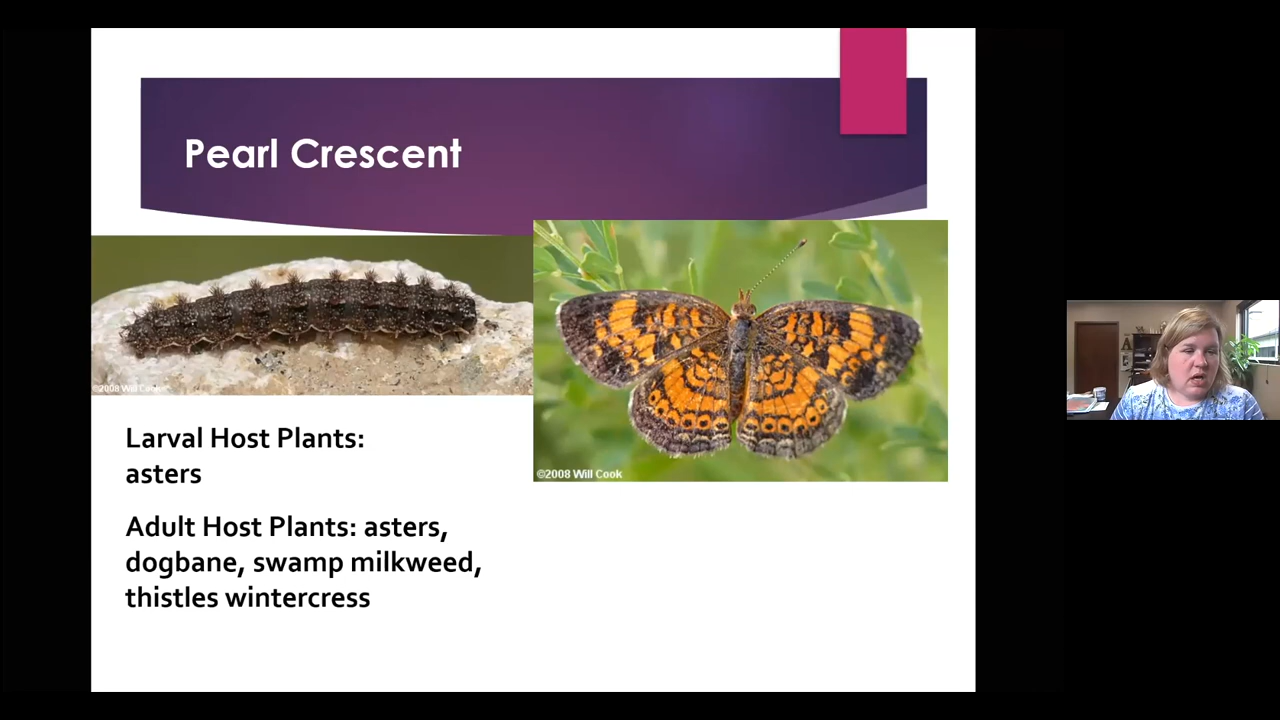 Pearl Crescent
©2008 Will Cook
©2008 Will Cook
Larval Host Plants:
asters
Adult Host Plants: asters,
dogbane, swamp milkweed,
thistles wintercress